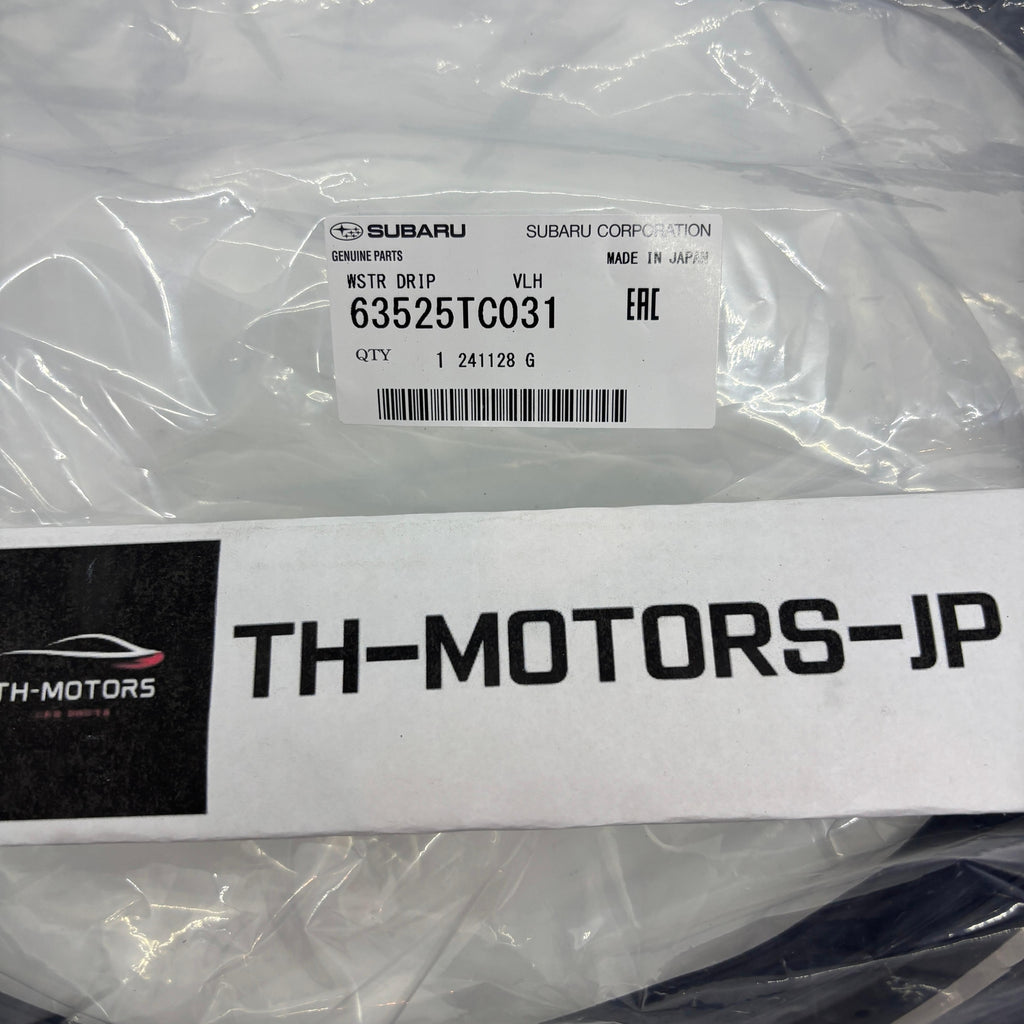 SUBARU SUBARU CORPORATION
GENUINE PARTS MADE IN JAPAN
WSTR DRIP VLH
63525TC031 EAC
QTY 1 241128 G
TH-MOTORS-JP
TH-MOTORS